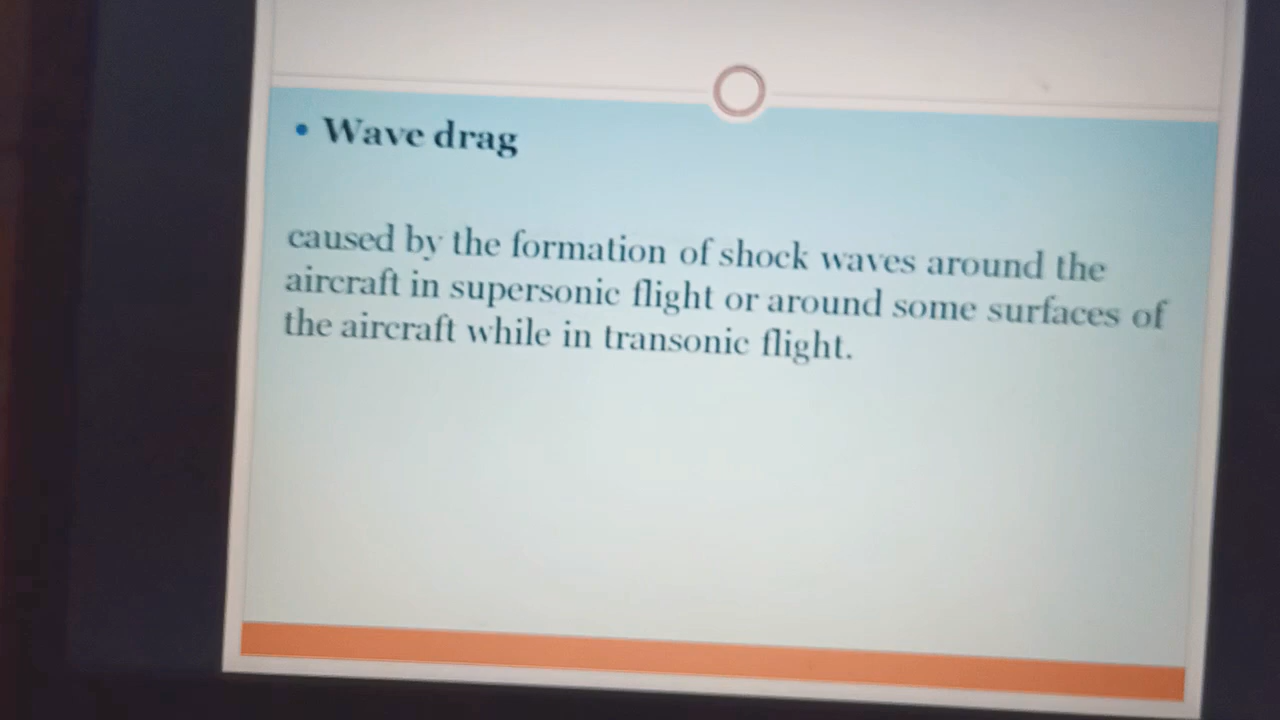 • Wave drag
caused by the formation of shock waves around the
aircraft in supersonic flight or around some surfaces of
the aircraft while in transonic flight.